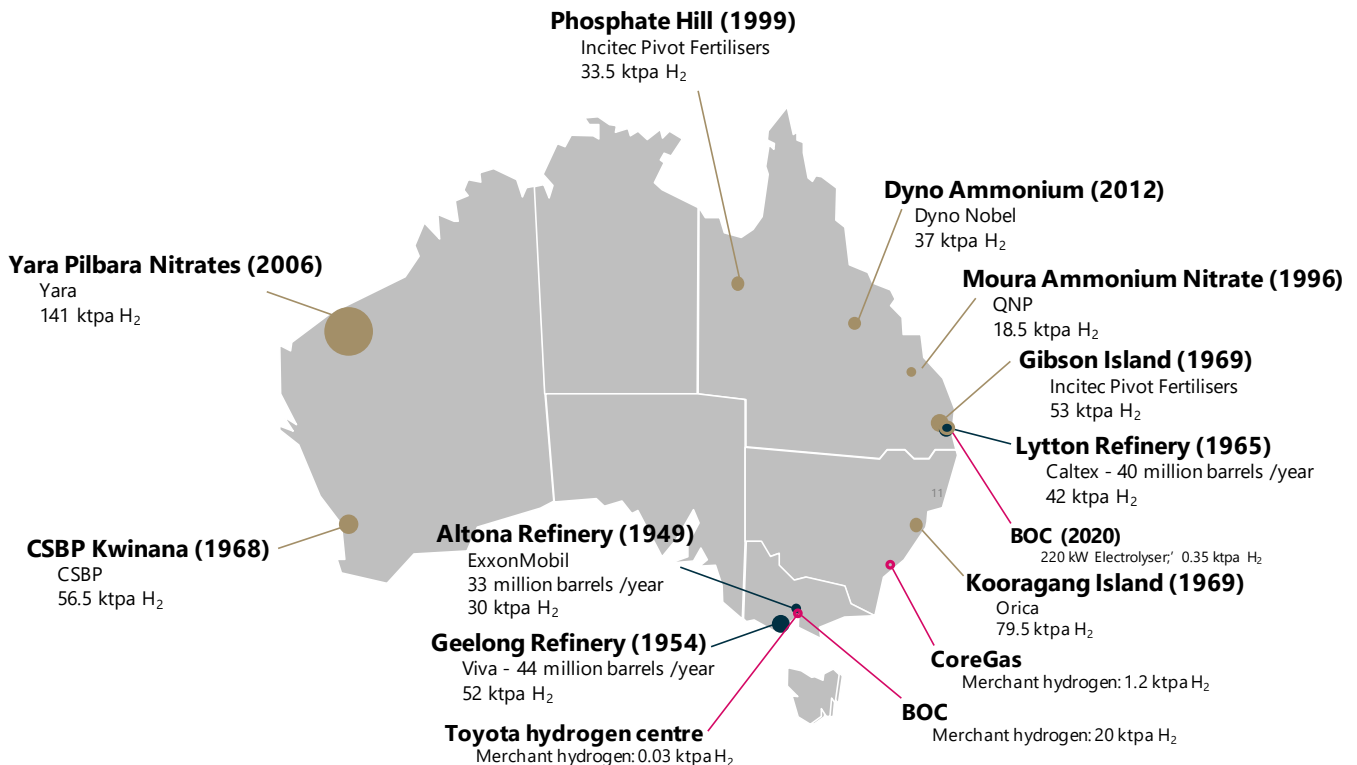 Phosphate Hill (1999)
Incitec Pivot Fertilisers
33.5 ktpa H₂
Dyno Ammonium (2012)
Dyno Nobel
37 ktpa H₂
Yara Pilbara Nitrates (2006)
Yara
141 ktpa H₂
Moura Ammonium Nitrate (1996)
QNP
18.5 ktpa H₂
Gibson Island (1969)
Incitec Pivot Fertilisers
53 ktpa H₂
Lytton Refinery (1965)
Caltex - 40 million barrels /year
42 ktpa H₂
11
BOC (2020)
220 kW Electrolyser;’ 0.35 ktpa H₂
CSBP Kwinana (1968)
CSBP
56.5 ktpa H₂
Altona Refinery (1949)
ExxonMobil
33 million barrels /year
30 ktpa H₂
Kooragang Island (1969)
Orica
79.5 ktpa H₂
Geelong Refinery (1954)
Viva - 44 million barrels /year
52 ktpa H₂
CoreGas
Merchant hydrogen: 1.2 ktpa H₂
BOC
Merchant hydrogen: 20 ktpa H₂
Toyota hydrogen centre
Merchant hydrogen: 0.03 ktpa H₂